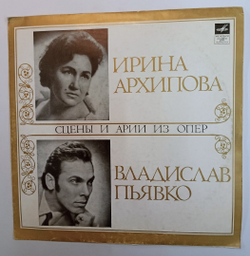 ИРИНА
АРХИПОВА
СЦЕНЫ И АРИИ ИЗ ОПЕР
ВЛАДИСЛАВ
ПЬЯВКО